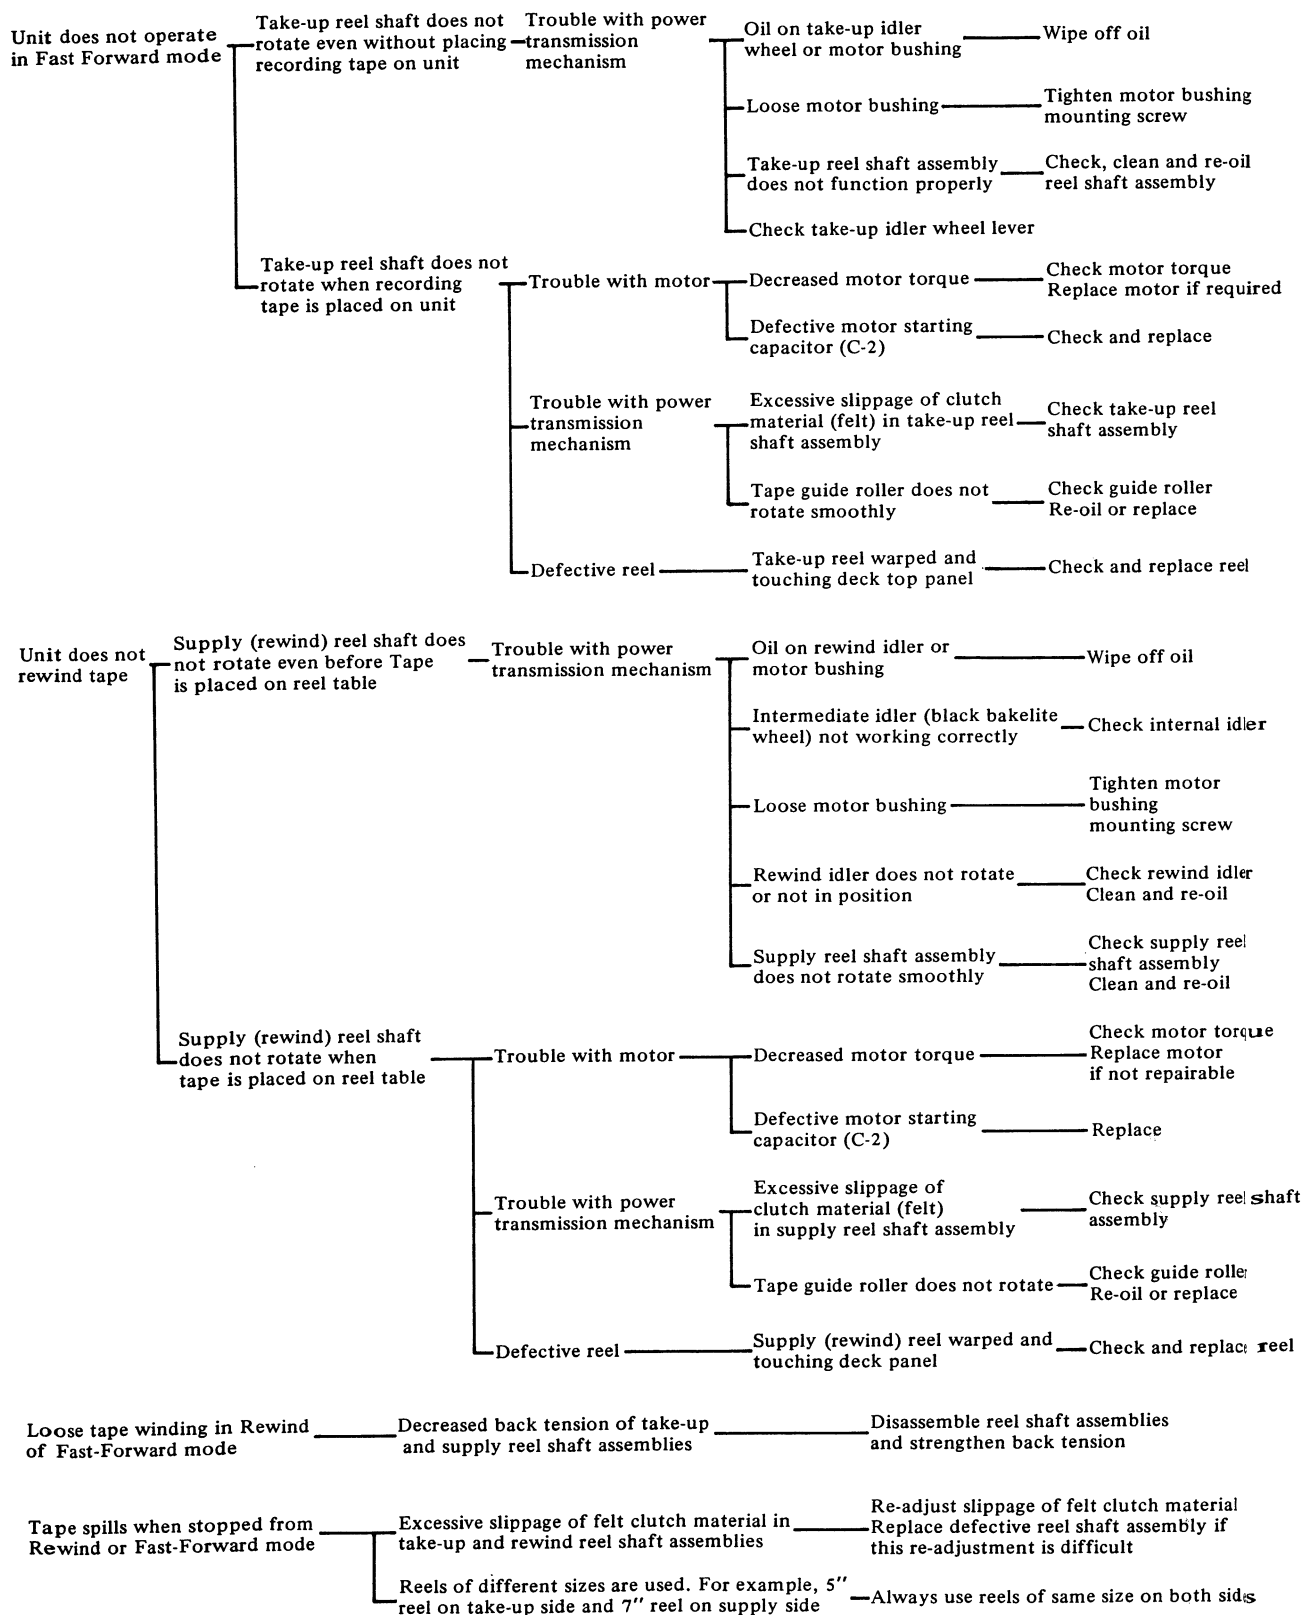 Unit does not operate
in Fast Forward mode
Take-up reel shaft does not
rotate even without placing
recording tape on unit
Trouble with power
transmission
mechanism
Oil on take-up idler
wheel or motor bushing
Wipe off oil
Loose motor bushing
Tighten motor bushing
mounting screw
Take-up reel shaft assembly
does not function properly
Check, clean and re-oil
reel shaft assembly
Check take-up idler wheel lever
Take-up reel shaft does not
rotate when recording
tape is placed on unit
Trouble with motor
Decreased motor torque
Check motor torque
Replace motor if required
Defective motor starting
capacitor (C-2)
Check and replace
Trouble with power
transmission
mechanism
Excessive slippage of clutch
material (felt) in take-up reel
shaft assembly
Check take-up reel
shaft assembly
Tape guide roller does not
rotate smoothly
Check guide roller
Re-oil or replace
Defective reel
Take-up reel warped and
touching deck top panel
Check and replace reel
Unit does not
rewind tape
Supply (rewind) reel shaft does
not rotate even before Tape
is placed on reel table
Trouble with power
transmission mechanism
Oil on rewind idler or
motor bushing
Wipe off oil
Intermediate idler (black bakelite
wheel) not working correctly
Check internal idler
Loose motor bushing
Tighten motor
bushing
mounting screw
Rewind idler does not rotate
or not in position
Check rewind idler
Clean and re-oil
Supply reel shaft assembly
does not rotate smoothly
Check supply reel
shaft assembly
Clean and re-oil
Supply (rewind) reel shaft
does not rotate when
tape is placed on reel table
Trouble with motor
Decreased motor torque
Check motor torque
Replace motor
if not repairable
Defective motor starting
capacitor (C-2)
Replace
Trouble with power
transmission mechanism
Excessive slippage of
clutch material (felt)
in supply reel shaft assembly
Check supply reel shaft
assembly
Tape guide roller does not rotate
Check guide roller
Re-oil or replace
Defective reel
Supply (rewind) reel warped and
touching deck panel
Check and replace reel
Loose tape winding in Rewind
of Fast-Forward mode
Decreased back tension of take-up
and supply reel shaft assemblies
Disassemble reel shaft assemblies
and strengthen back tension
Tape spills when stopped from
Rewind or Fast-Forward mode
Excessive slippage of felt clutch material in
take-up and rewind reel shaft assemblies
Re-adjust slippage of felt clutch material
Replace defective reel shaft assembly if
this re-adjustment is difficult
Reels of different sizes are used. For example, 5"
reel on take-up side and 7" reel on supply side
Always use reels of same size on both sides